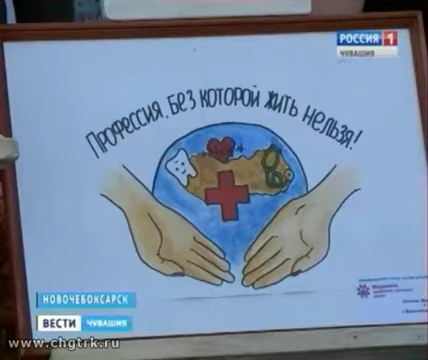 РОССИЯ 1
ЧУВАШИЯ
ПРОФЕССИЯ, БЕЗ КОТОРОЙ ЖИТЬ НЕЛЬЗЯ!
НОВОЧЕБОКСАРСК
ВЕСТИ ЧУВАШИЯ
www.chgtrk.ru